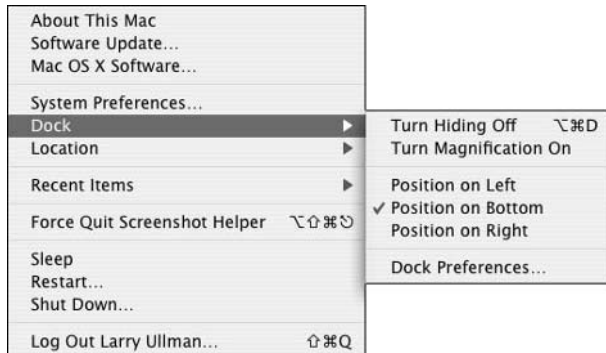 About This Mac
Software Update...
Mac OS X Software...
System Preferences...
Dock
Location
Recent Items
Force Quit Screenshot Helper ⌥⇧⌘⎋
Sleep
Restart...
Shut Down...
Log Out Larry Ullman... ⇧⌘Q
Turn Hiding Off ⌥⌘D
Turn Magnification On
Position on Left
✓ Position on Bottom
Position on Right
Dock Preferences...